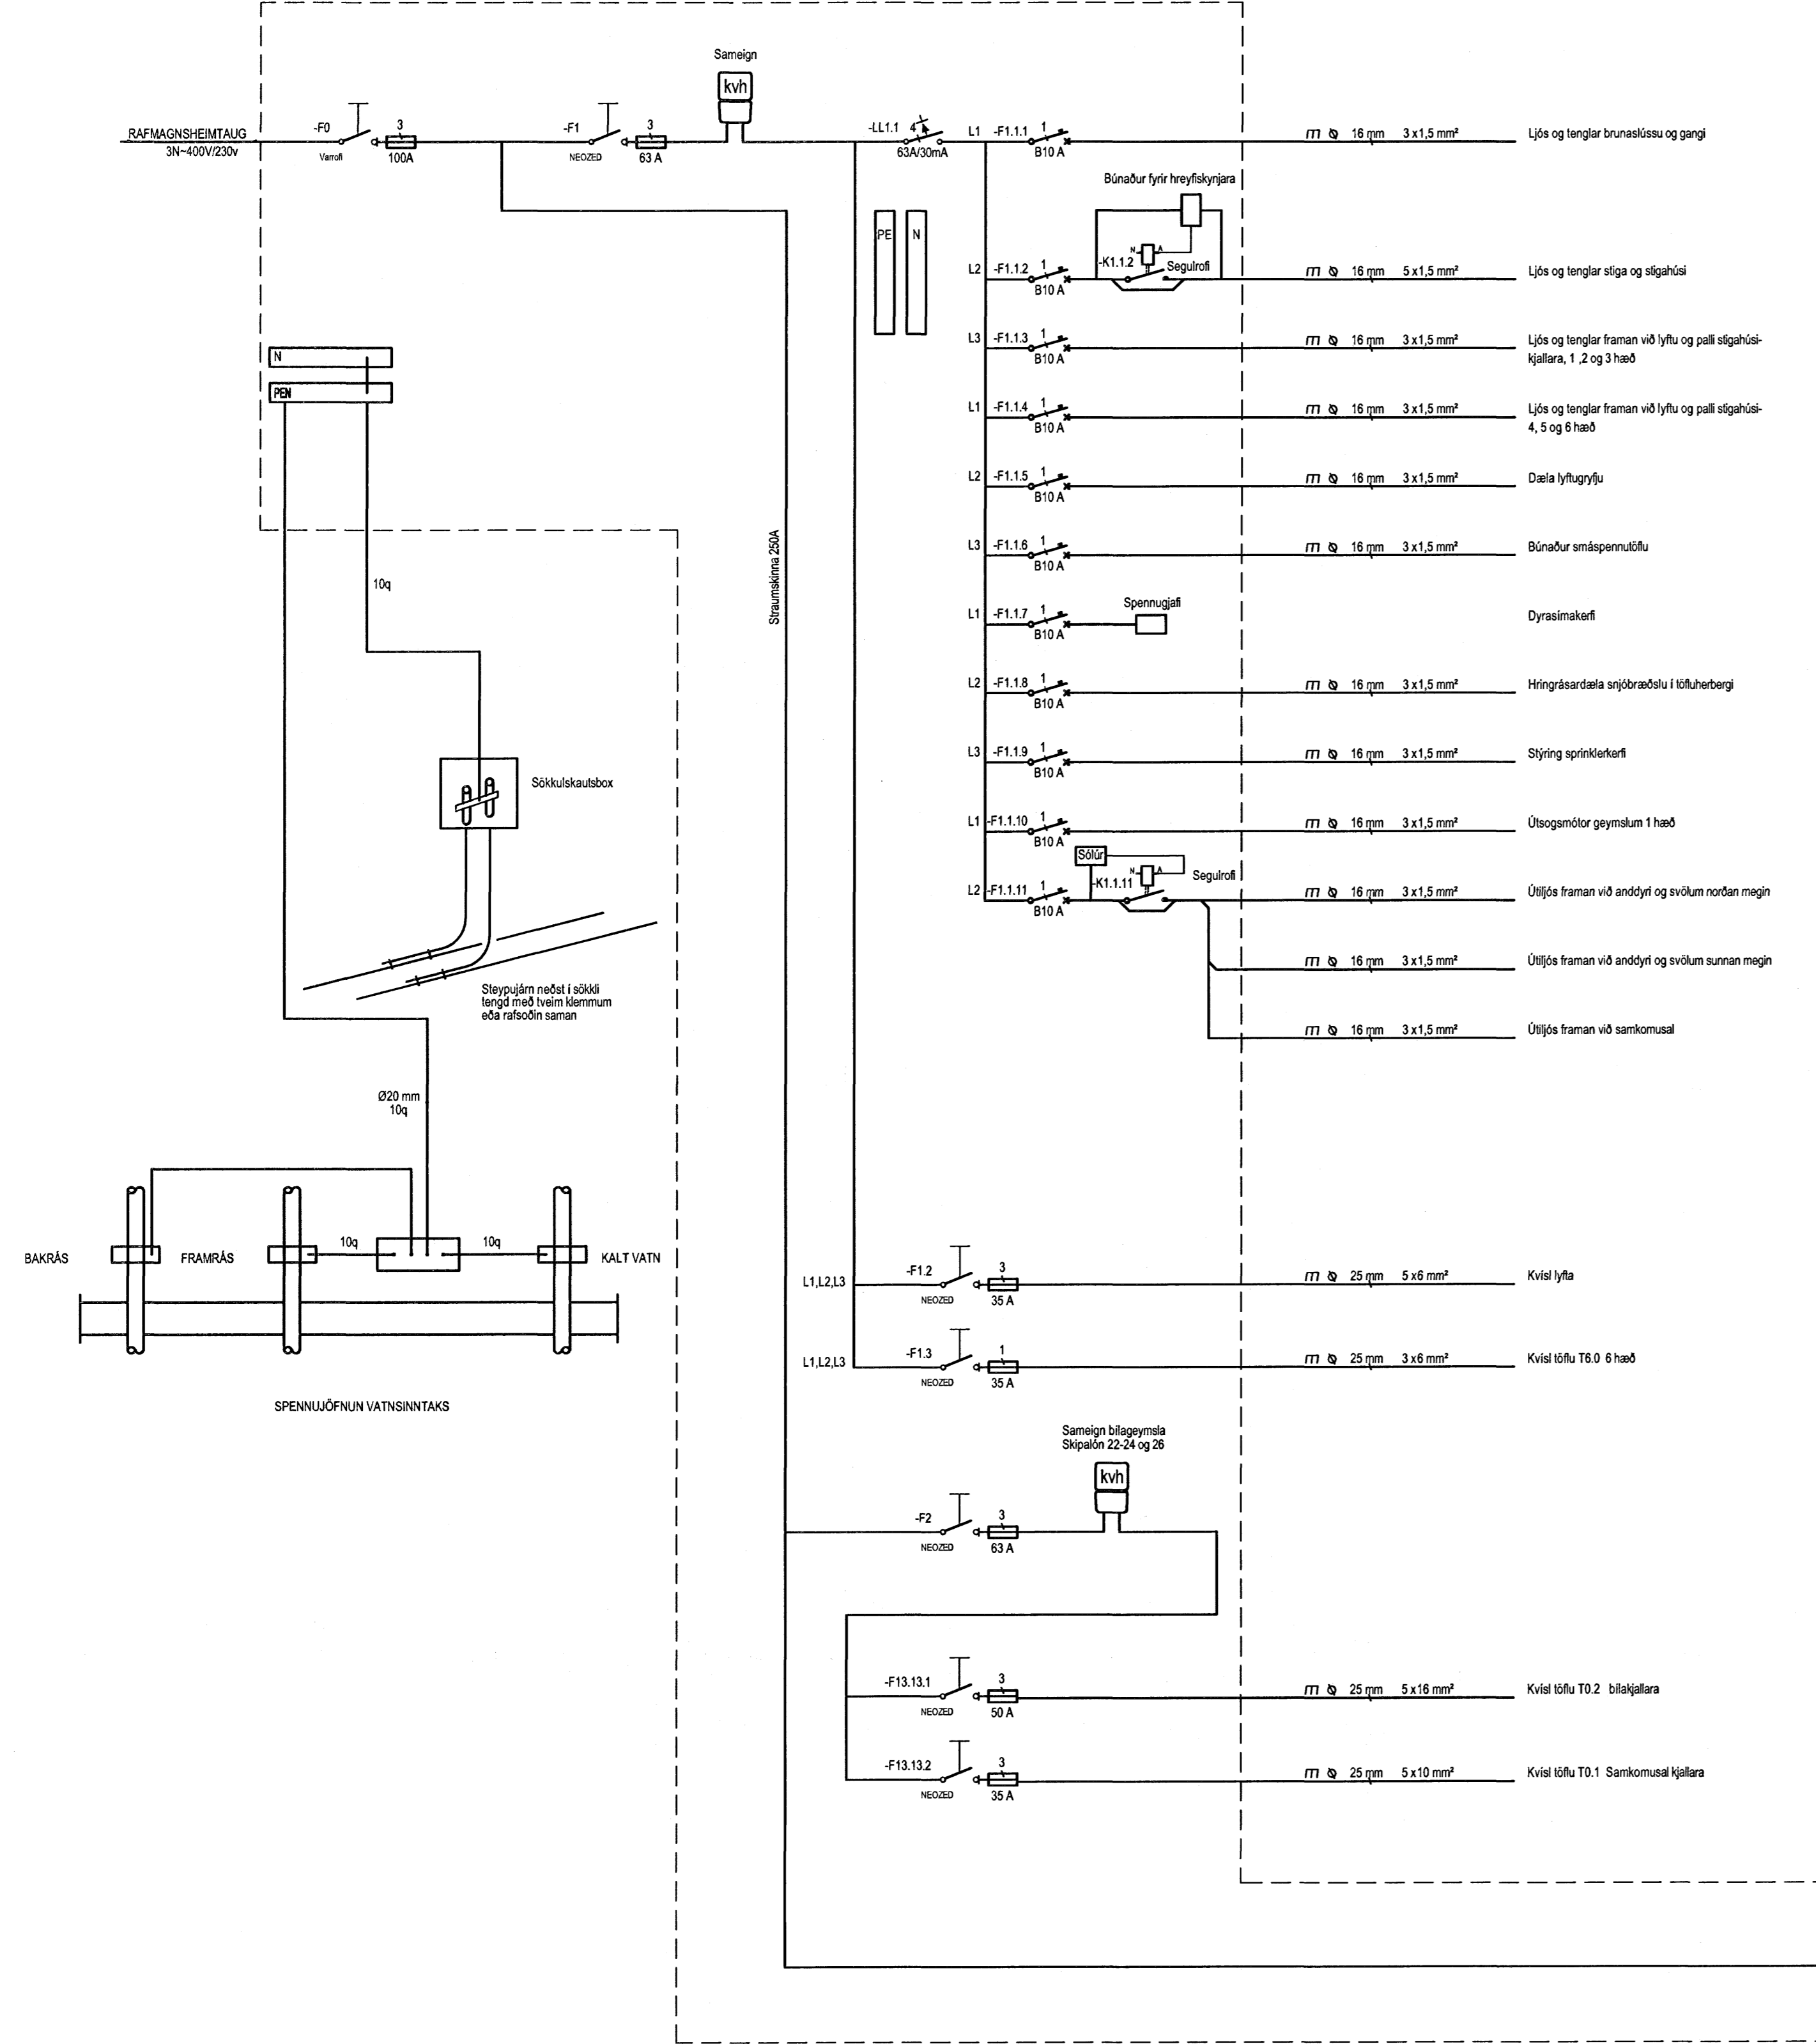 Sameign
kvh
RAFMAGNSHEIMTAUG
3N~400V/230v
-F0
Varrofi
3
100A
-F1
NEOZED
3
63 A
-LL1.1
4
63A/30mA
L1 -F1.1.1 1
B10 A
16 mm 3 x1,5 mm²
Ljós og tenglar brunaslússu og gangi
Búnaður fyrir hreyfiskynjara
PE
N
N
A
-K1.1.2
Segulrofi
L2 -F1.1.2 1
B10 A
16 mm 5 x1,5 mm²
Ljós og tenglar stiga og stigahúsi
L3 -F1.1.3 1
B10 A
16 mm 3 x1,5 mm²
Ljós og tenglar framan við lyftu og palli stigahúsi-
kjallara, 1 ,2 og 3 hæð
N
PEN
L1 -F1.1.4 1
B10 A
16 mm 3 x1,5 mm²
Ljós og tenglar framan við lyftu og palli stigahúsi-
4, 5 og 6 hæð
L2 -F1.1.5 1
B10 A
16 mm 3 x1,5 mm²
Dæla lyftugryfju
L3 -F1.1.6 1
B10 A
16 mm 3 x1,5 mm²
Búnaður smáspennutöflu
Straumskinna 250A
10q
L1 -F1.1.7 1
B10 A
Spennugjafi
Dyrasímakerfi
L2 -F1.1.8 1
B10 A
16 mm 3 x1,5 mm²
Hringrásardæla snjóbræðslu í töfluherbergi
L3 -F1.1.9 1
B10 A
16 mm 3 x1,5 mm²
Stýring sprinklerkerfi
Sökkulskautsbox
L1 -F1.1.10 1
B10 A
16 mm 3 x1,5 mm²
Útsogsmótor geymslum 1 hæð
Sólúr
N
A
-K1.1.11
Segulrofi
L2 -F1.1.11 1
B10 A
16 mm 3 x1,5 mm²
Útiljós framan við anddyri og svölum norðan megin
16 mm 3 x1,5 mm²
Útiljós framan við anddyri og svölum sunnan megin
Steypujárn neðst í sökkli
tengd með tveim klemmum
eða rafsoðin saman
16 mm 3 x1,5 mm²
Útiljós framan við samkomusal
Ø20 mm
10q
BAKRÁS
FRAMRÁS
10q
10q
KALT VATN
L1,L2,L3
-F1.2
NEOZED
3
35 A
25 mm 5 x6 mm²
Kvísl lyfta
L1,L2,L3
-F1.3
NEOZED
1
35 A
25 mm 3 x6 mm²
Kvísl töflu T6.0 6 hæð
SPENNUJÖFNUN VATNSINNTAKS
Sameign bílageymsla
Skipalón 22-24 og 26
kvh
-F2
NEOZED
3
63 A
-F13.13.1
NEOZED
3
50 A
25 mm 5 x16 mm²
Kvísl töflu T0.2 bílakjallara
-F13.13.2
NEOZED
3
35 A
25 mm 5 x10 mm²
Kvísl töflu T0.1 Samkomusal kjallara